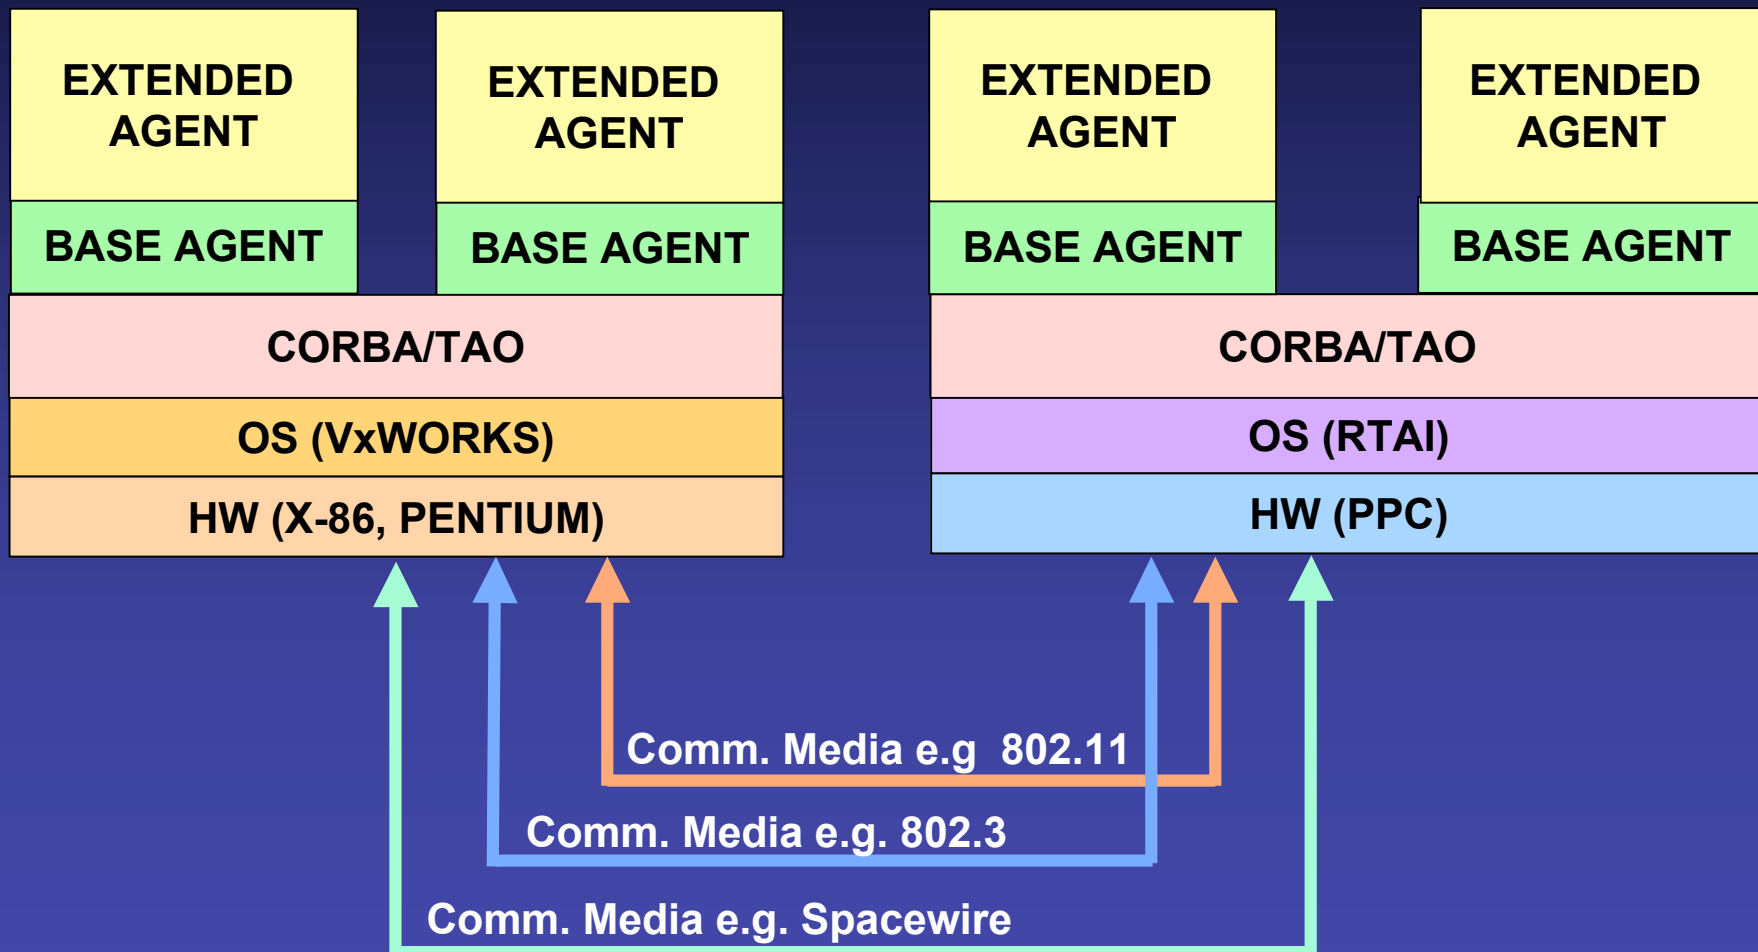 EXTENDED
AGENT
EXTENDED
AGENT
EXTENDED
AGENT
EXTENDED
AGENT
BASE AGENT
BASE AGENT
BASE AGENT
BASE AGENT
CORBA/TAO
CORBA/TAO
OS (VxWORKS)
OS (RTAI)
HW (X-86, PENTIUM)
HW (PPC)
Comm. Media e.g  802.11
Comm. Media e.g. 802.3
Comm. Media e.g. Spacewire